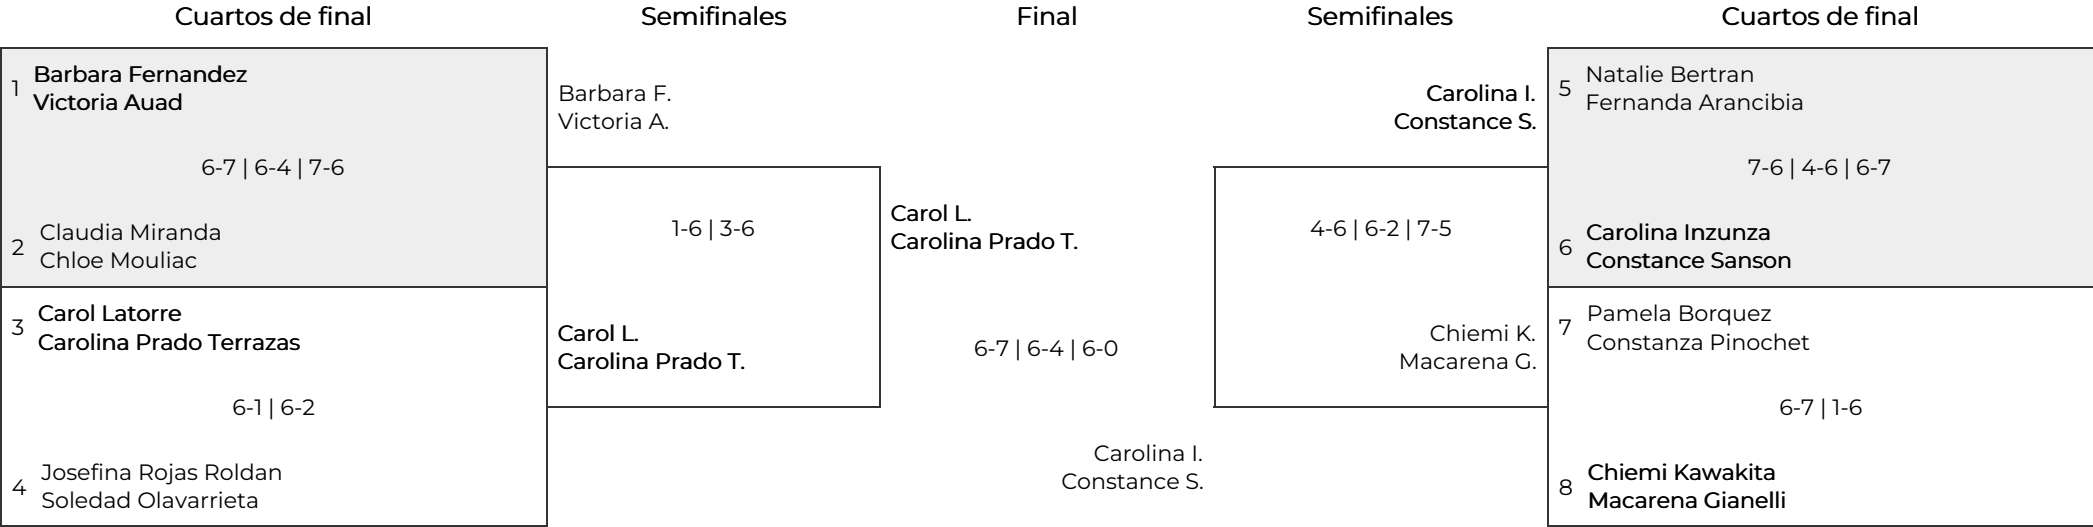 Cuartos de final
Semifinales
Final
Semifinales
Cuartos de final
1
Barbara Fernandez
Victoria Auad
6-7 | 6-4 | 7-6
2
Claudia Miranda
Chloe Mouliac
3
Carol Latorre
Carolina Prado Terrazas
6-1 | 6-2
4
Josefina Rojas Roldan
Soledad Olavarrieta
Barbara F.
Victoria A.
1-6 | 3-6
Carol L.
Carolina Prado T.
Carol L.
Carolina Prado T.
6-7 | 6-4 | 6-0
Carolina I.
Constance S.
Carolina I.
Constance S.
4-6 | 6-2 | 7-5
Chiemi K.
Macarena G.
5
Natalie Bertran
Fernanda Arancibia
7-6 | 4-6 | 6-7
6
Carolina Inzunza
Constance Sanson
7
Pamela Borquez
Constanza Pinochet
6-7 | 1-6
8
Chiemi Kawakita
Macarena Gianelli